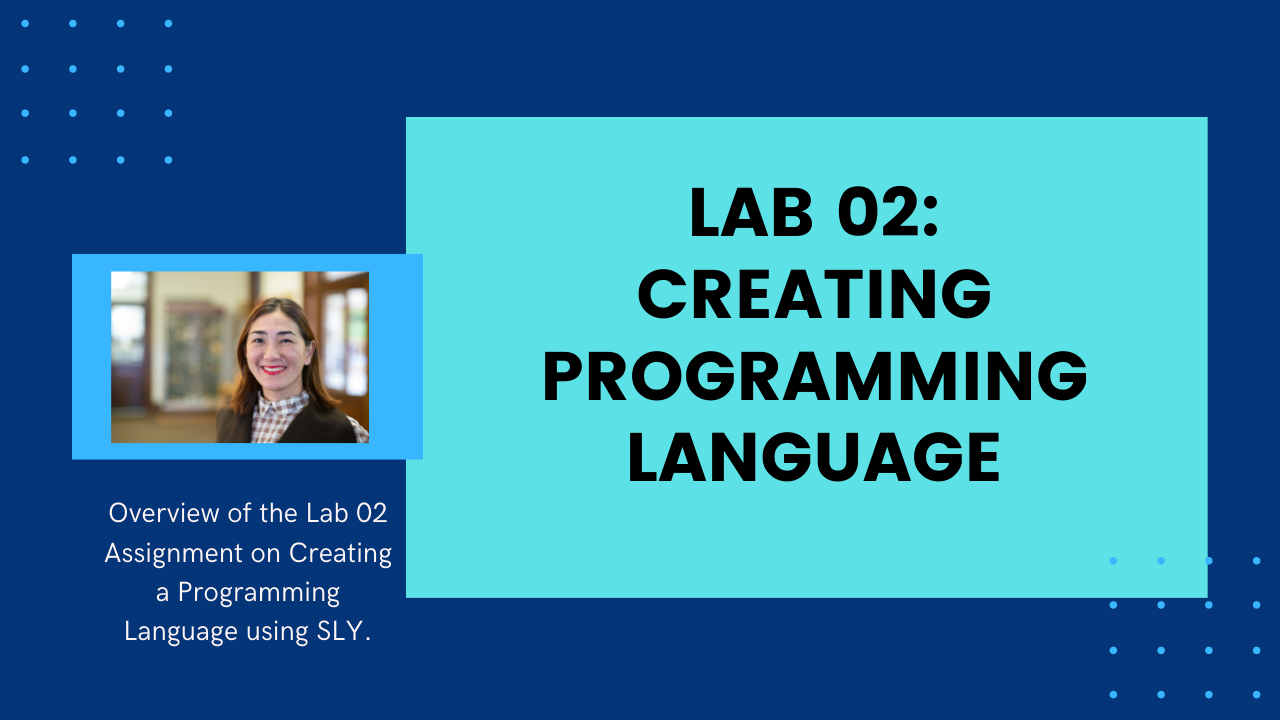 LAB 02:
CREATING
PROGRAMMING
LANGUAGE
Overview of the Lab 02
Assignment on Creating
a Programming
Language using SLY.